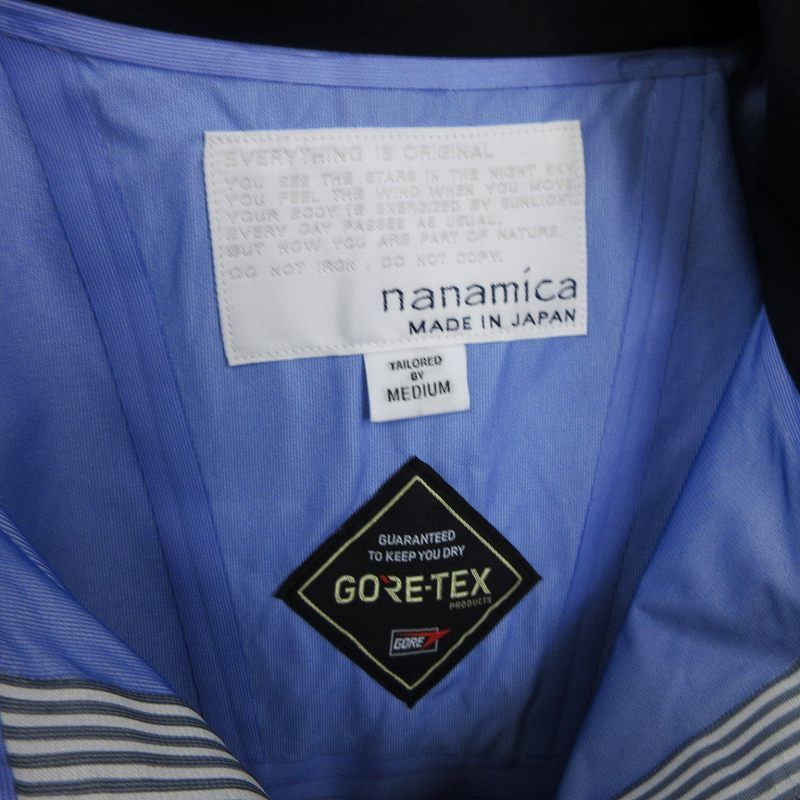 EVERYTHING IS ORIGINAL
YOU SEE THE STARS IN THE NIGHT SKY.
YOU FEEL THE WIND WHEN YOU MOVE.
YOUR BODY IS ENERGIZED BY SUNLIGHT.
EVERY DAY PASSES AS USUAL,
BUT NOW YOU ARE PART OF NATURE.
DO NOT IRON , DO NOT COPY.
nanamica
MADE IN JAPAN
TAILORED
BY
MEDIUM
GUARANTEED
TO KEEP YOU DRY
GORE-TEX
PRODUCTS
GORE